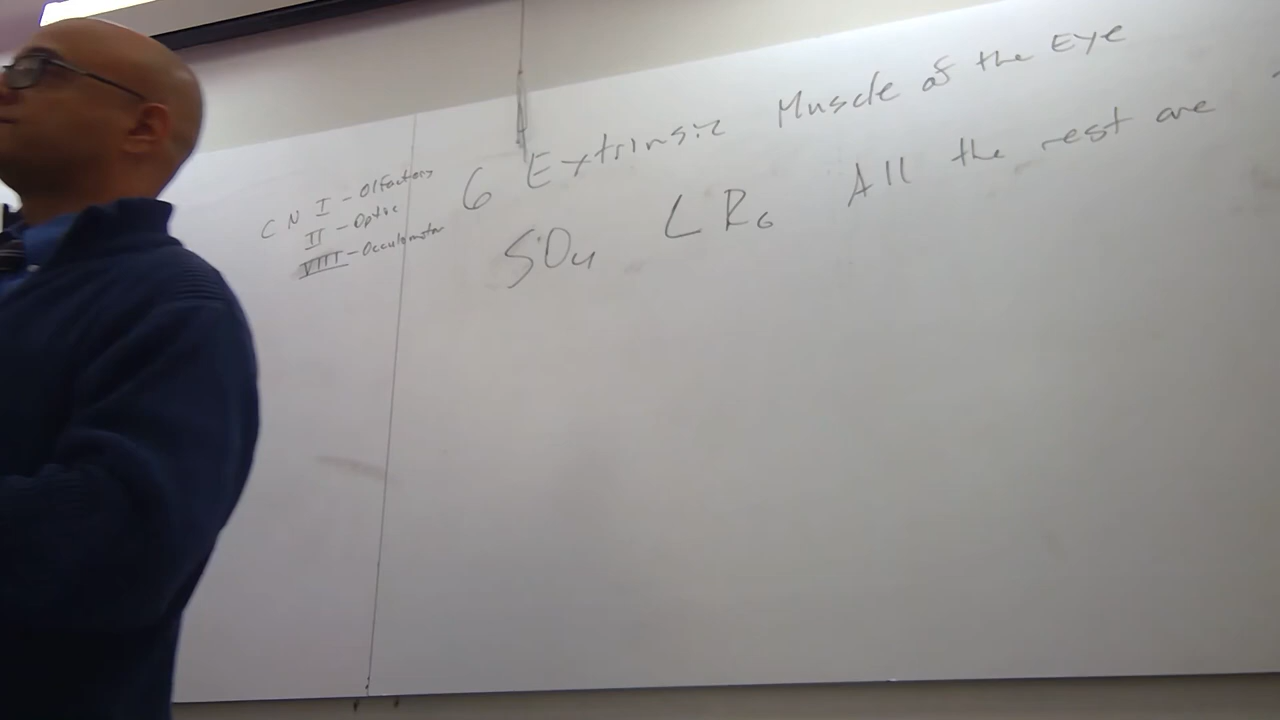 CN I - Olfactory
II - Optic
VIII - Occulomotor
6 Extrinsic Muscle of the Eye
SO4 LR6 All the rest are